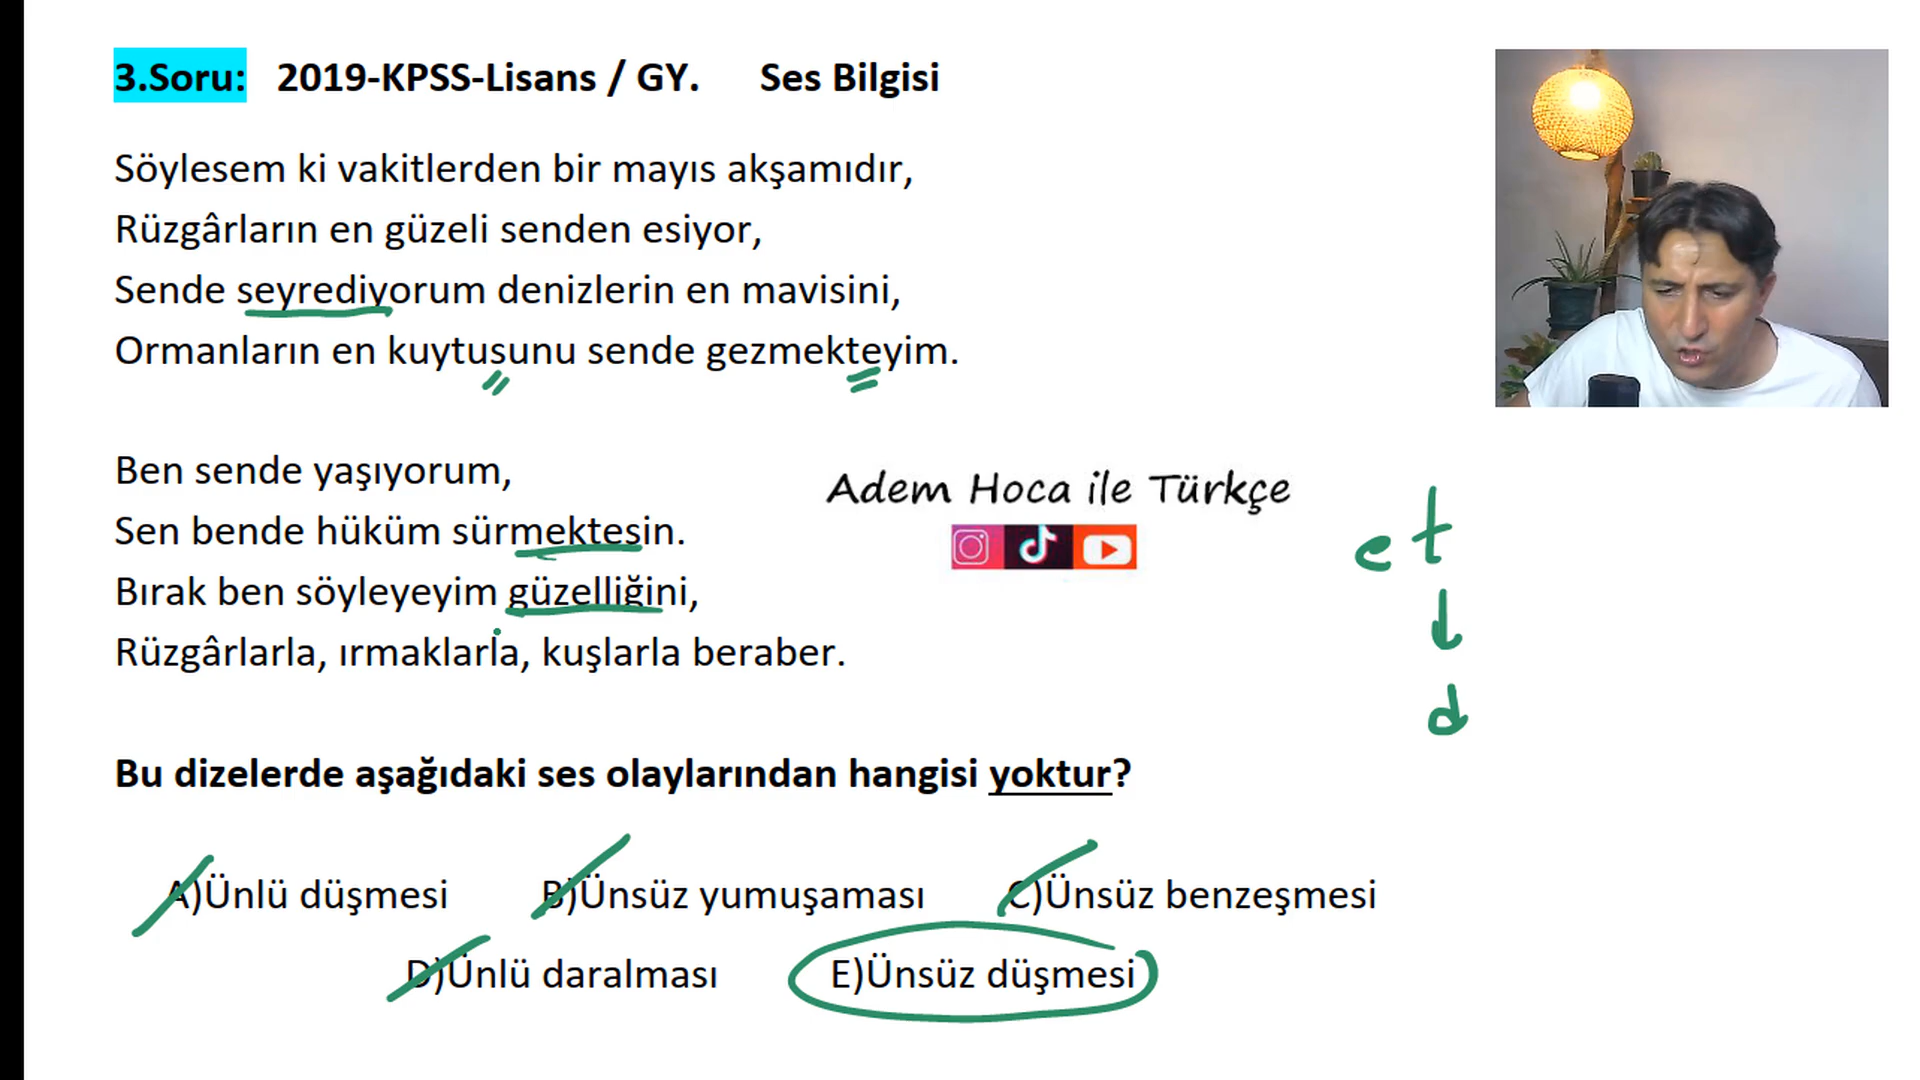 3.Soru: 2019-KPSS-Lisans / GY. Ses Bilgisi
Söylesem ki vakitlerden bir mayıs akşamıdır,
Rüzgârların en güzeli senden esiyor,
Sende seyrediyorum denizlerin en mavisini,
Ormanların en kuytusunu sende gezmekteyim.
Ben sende yaşıyorum,
Sen bende hüküm sürmektesin.
Bırak ben söyleyeyim güzelliğini,
Rüzgârlarla, ırmaklarla, kuşlarla beraber.
Adem Hoca ile Türkçe
et
d
Bu dizelerde aşağıdaki ses olaylarından hangisi yoktur?
A)Ünlü düşmesi B)Ünsüz yumuşaması C)Ünsüz benzeşmesi
D)Ünlü daralması E)Ünsüz düşmesi